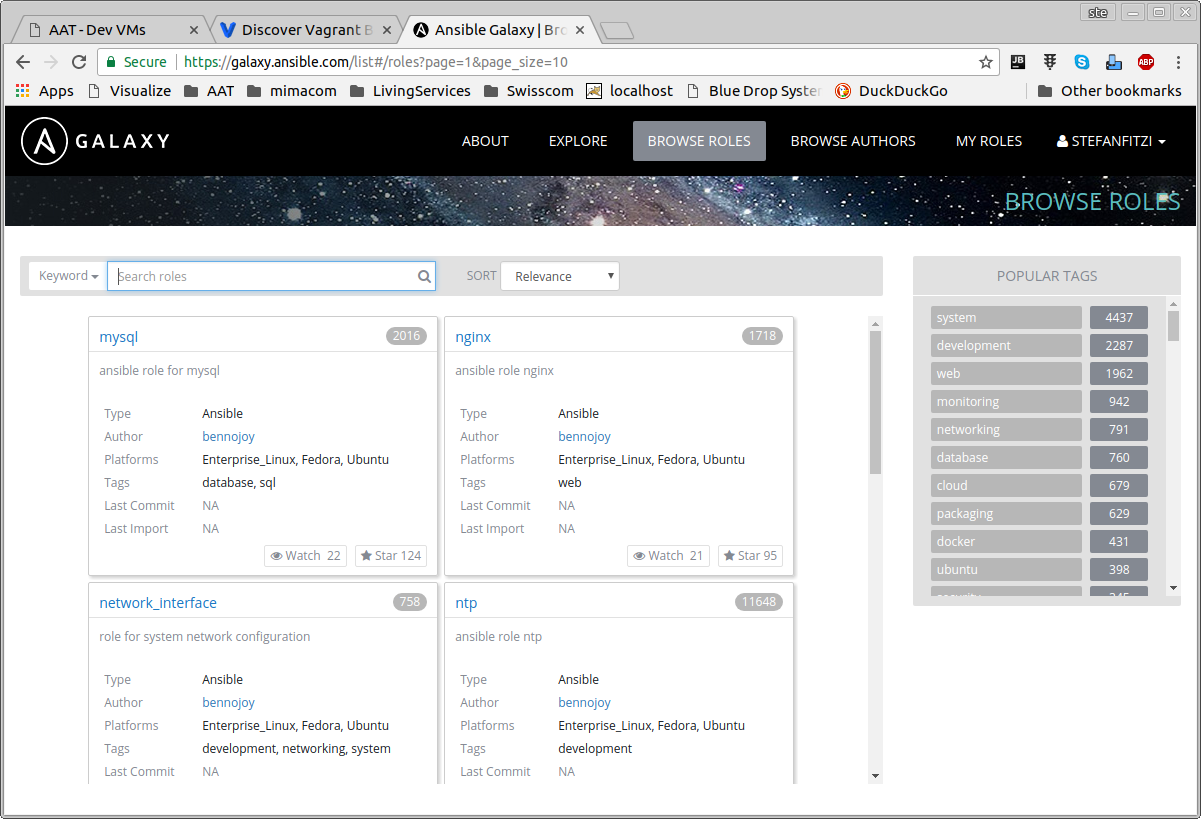 ste
AAT - Dev VMs
Discover Vagrant B
Ansible Galaxy | Bro
Secure
https://galaxy.ansible.com/list#/roles?page=1&page_size=10
JB
ABP
Apps
Visualize
AAT
mimacom
LivingServices
Swisscom
localhost
Blue Drop Syste
DuckDuckGo
Other bookmarks
GALAXY
ABOUT
EXPLORE
BROWSE ROLES
BROWSE AUTHORS
MY ROLES
STEFANFITZI
BROWSE ROLES
Keyword
Search roles
SORT
Relevance
mysql 2016
ansible role for mysql
Type Ansible
Author bennojoy
Platforms Enterprise_Linux, Fedora, Ubuntu
Tags database, sql
Last Commit NA
Last Import NA
Watch 22 Star 124
nginx 1718
ansible role nginx
Type Ansible
Author bennojoy
Platforms Enterprise_Linux, Fedora, Ubuntu
Tags web
Last Commit NA
Last Import NA
Watch 21 Star 95
network_interface 758
role for system network configuration
Type Ansible
Author bennojoy
Platforms Enterprise_Linux, Fedora, Ubuntu
Tags development, networking, system
Last Commit NA
ntp 11648
ansible role ntp
Type Ansible
Author bennojoy
Platforms Enterprise_Linux, Fedora, Ubuntu
Tags development
Last Commit NA
POPULAR TAGS
system 4437
development 2287
web 1962
monitoring 942
networking 791
database 760
cloud 679
packaging 629
docker 431
ubuntu 398